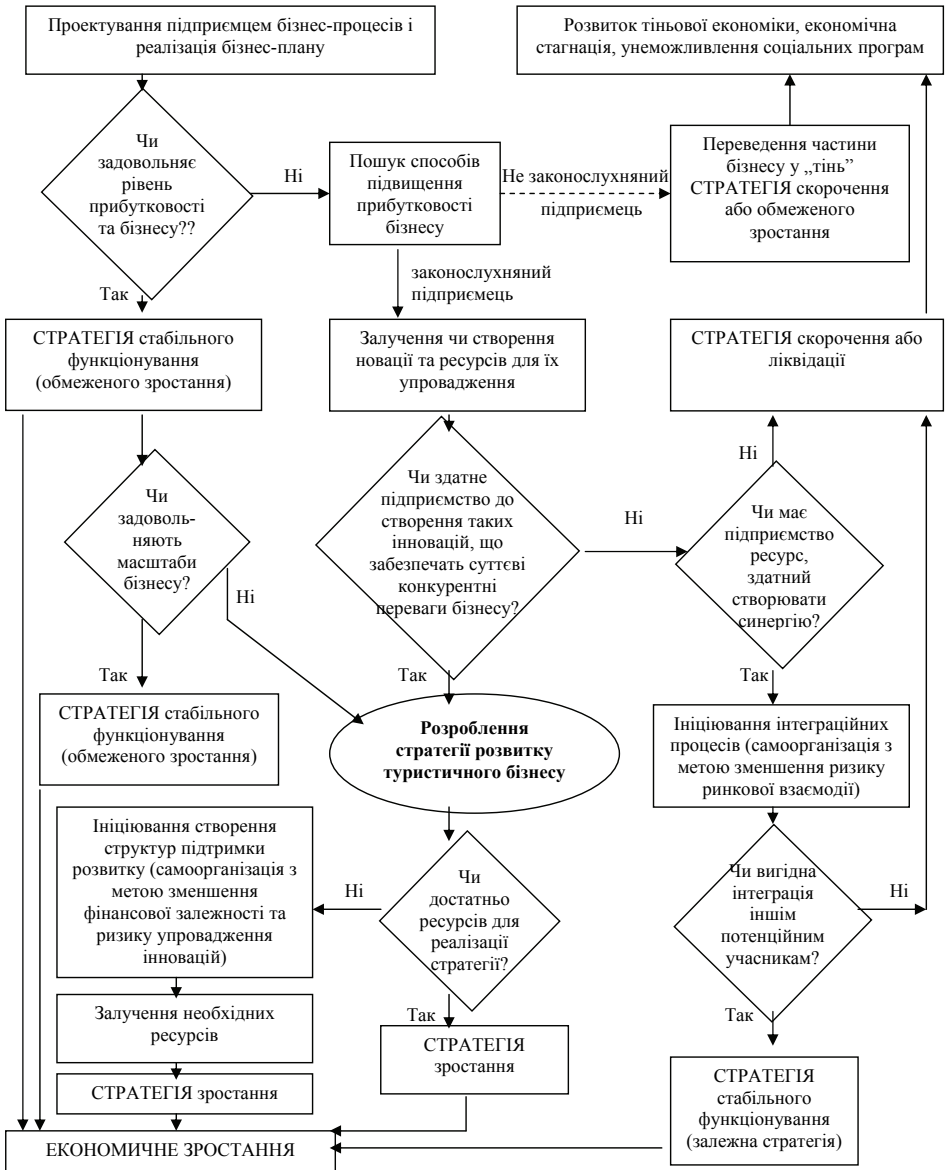 Проектування підприємцем бізнес-процесів і
реалізація бізнес-плану
Розвиток тіньової економіки, економічна
стагнація, унеможливлення соціальних програм
Чи
задовольняє
рівень
прибутковості
та бізнесу??
Ні
Пошук способів
підвищення
прибутковості
бізнесу
Не законослухняний
підприємець
Переведення частини
бізнесу у „тінь”
СТРАТЕГІЯ скорочення
або обмеженого
зростання
Так
законослухняний
підприємець
СТРАТЕГІЯ стабільного
функціонування
(обмеженого зростання)
Залучення чи створення
новації та ресурсів для їх
упровадження
СТРАТЕГІЯ скорочення або
ліквідації
Чи
задоволь-
няють
масштаби
бізнесу?
Ні
Чи здатне
підприємство до
створення таких
інновацій, що
забезпечать суттєві
конкурентні
переваги бізнесу?
Ні
Ні
Чи має
підприємство
ресурс,
здатний
створювати
синергію?
Так
Так
Так
СТРАТЕГІЯ стабільного
функціонування
(обмеженого зростання)
Розроблення
стратегії розвитку
туристичного бізнесу
Ініціювання інтеграційних
процесів (самоорганізація з
метою зменшення ризику
ринкової взаємодії)
Ініціювання створення
структур підтримки
розвитку (самоорганізація з
метою зменшення
фінансової залежності та
ризику упровадження
інновацій)
Ні
Чи
достатньо
ресурсів для
реалізації
стратегії?
Чи вигідна
інтеграція
іншім
потенційним
учасникам?
Ні
Залучення необхідних
ресурсів
Так
Так
СТРАТЕГІЯ
зростання
СТРАТЕГІЯ зростання
СТРАТЕГІЯ
стабільного
функціонування
(залежна стратегія)
ЕКОНОМИЧНЕ ЗРОСТАННЯ